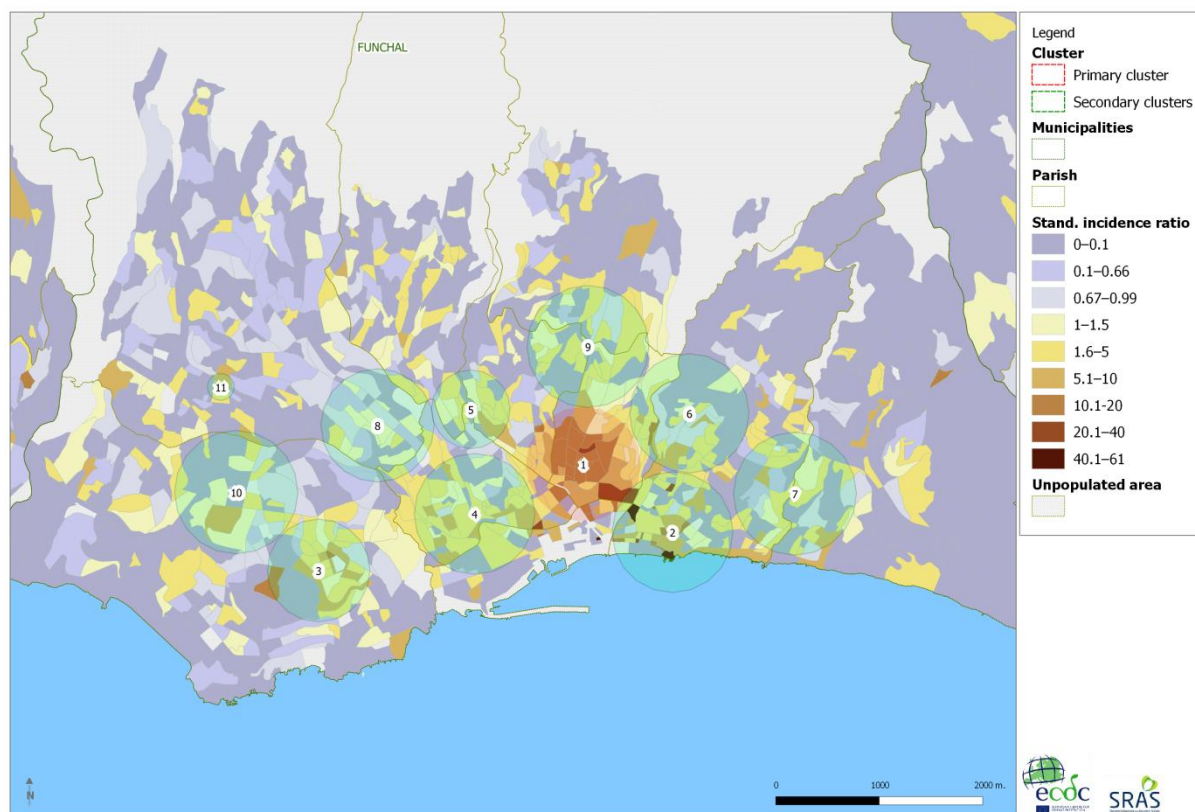 FUNCHAL
9
11
5
6
8
1
10
7
4
2
3
N
0 1000 2000 m.
Legend
Cluster
Primary cluster
Secondary clusters
Municipalities
Parish
Stand. incidence ratio
0–0.1
0.1–0.66
0.67–0.99
1–1.5
1.6–5
5.1–10
10.1-20
20.1–40
40.1–61
Unpopulated area
ecdc
SRAS